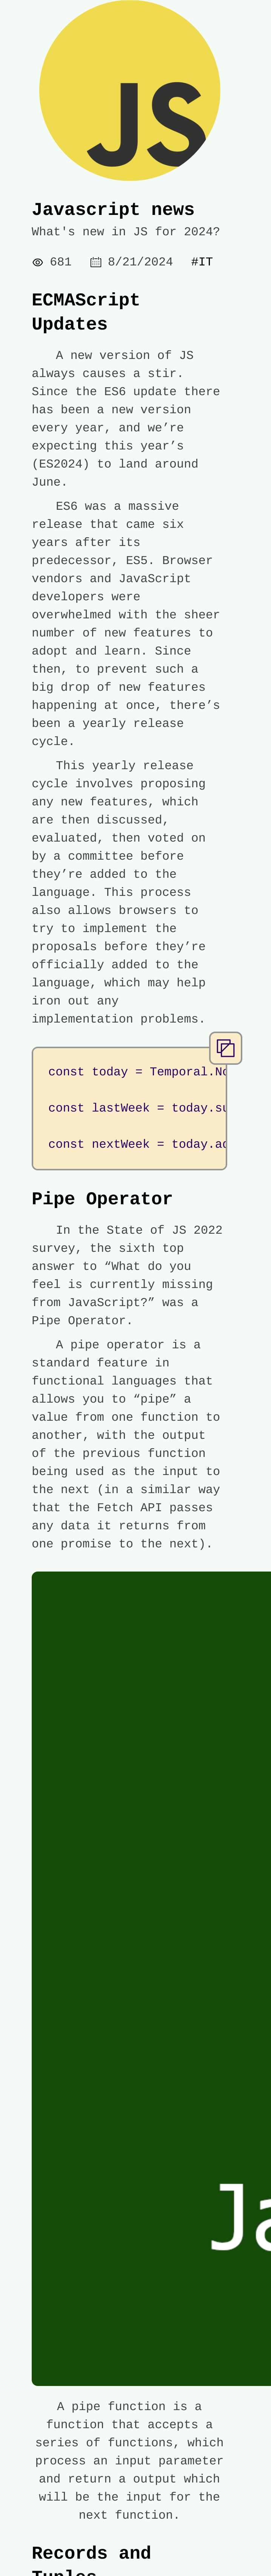 JS
Javascript news
What's new in JS for 2024?
681 8/21/2024 #IT
ECMAScript
Updates
A new version of JS
always causes a stir.
Since the ES6 update there
has been a new version
every year, and we’re
expecting this year’s
(ES2024) to land around
June.
ES6 was a massive
release that came six
years after its
predecessor, ES5. Browser
vendors and JavaScript
developers were
overwhelmed with the sheer
number of new features to
adopt and learn. Since
then, to prevent such a
big drop of new features
happening at once, there’s
been a yearly release
cycle.
This yearly release
cycle involves proposing
any new features, which
are then discussed,
evaluated, then voted on
by a committee before
they’re added to the
language. This process
also allows browsers to
try to implement the
proposals before they’re
officially added to the
language, which may help
iron out any
implementation problems.
const today = Temporal.No
const lastWeek = today.su
const nextWeek = today.ad
Pipe Operator
In the State of JS 2022
survey, the sixth top
answer to “What do you
feel is currently missing
from JavaScript?” was a
Pipe Operator.
A pipe operator is a
standard feature in
functional languages that
allows you to “pipe” a
value from one function to
another, with the output
of the previous function
being used as the input to
the next (in a similar way
that the Fetch API passes
any data it returns from
one promise to the next).
Ja
A pipe function is a
function that accepts a
series of functions, which
process an input parameter
and return a output which
will be the input for the
next function.
Records and
Tuples